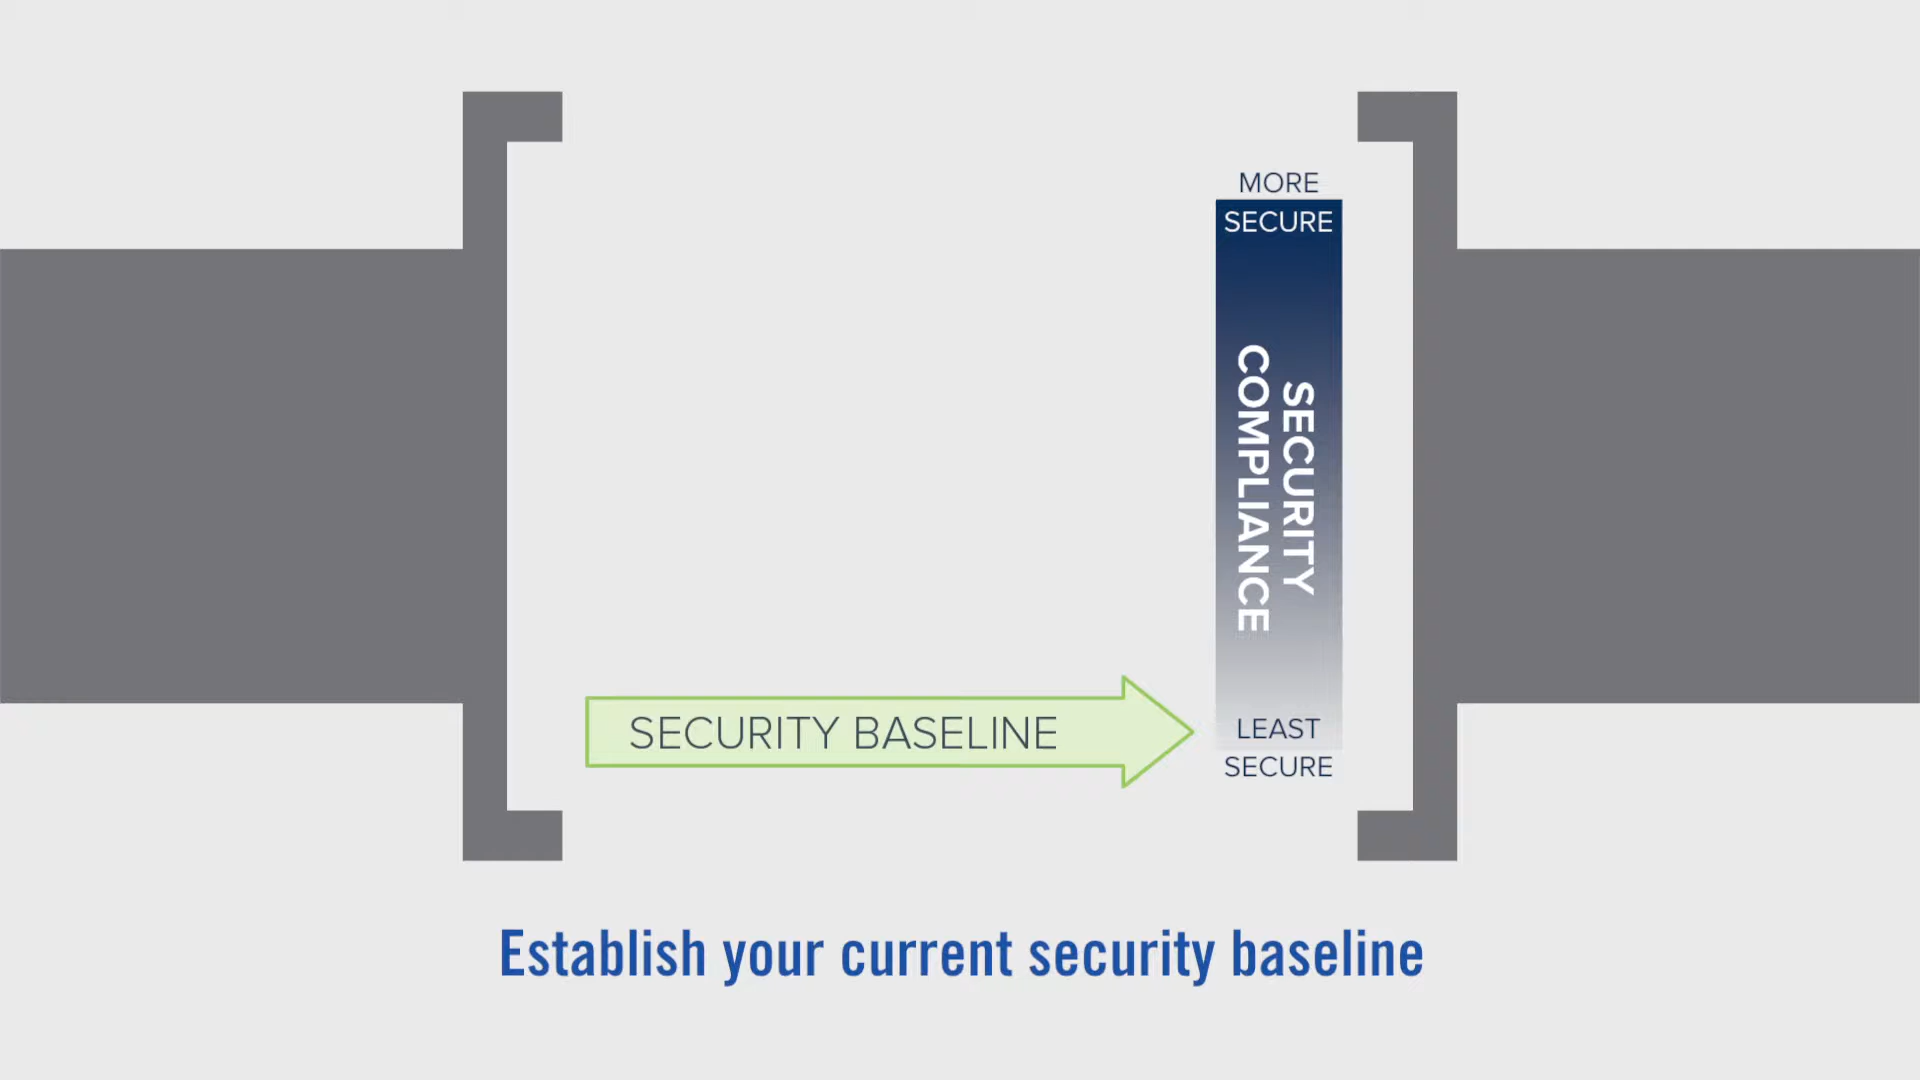 MORE
SECURE
SECURITY
COMPLIANCE
SECURITY BASELINE
LEAST
SECURE
Establish your current security baseline